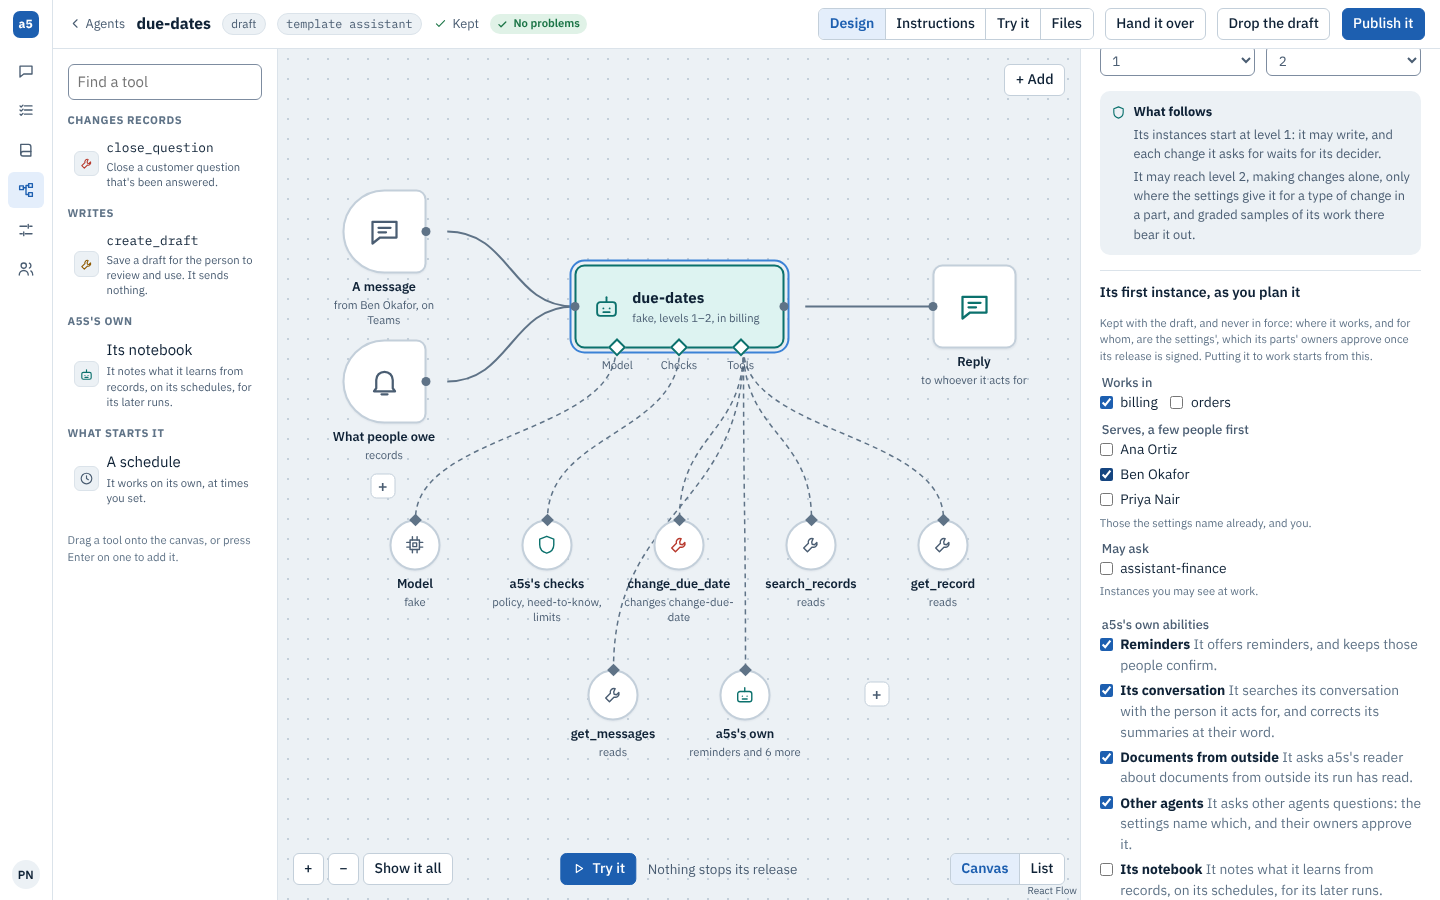 a5
Agents
due-dates
draft
template assistant
Kept
No problems
Design
Instructions
Try it
Files
Hand it over
Drop the draft
Publish it
Find a tool
CHANGES RECORDS
close_question
Close a customer question
that's been answered.
WRITES
create_draft
Save a draft for the person to
review and use. It sends
nothing.
A5S'S OWN
Its notebook
It notes what it learns from
records, on its schedules, for
its later runs.
WHAT STARTS IT
A schedule
It works on its own, at times
you set.
Drag a tool onto the canvas, or press
Enter on one to add it.
PN
+ Add
A message
from Ben Okafor, on
Teams
What people owe
records
+
due-dates
fake, levels 1–2, in billing
Model
Checks
Tools
Reply
to whoever it acts for
Model
fake
a5s's checks
policy, need-to-know,
limits
change_due_date
changes change-due-
date
search_records
reads
get_record
reads
get_messages
reads
a5s's own
reminders and 6 more
+
+
−
Show it all
Try it
Nothing stops its release
Canvas
List
React Flow
1
2
What follows
Its instances start at level 1: it may write, and
each change it asks for waits for its decider.
It may reach level 2, making changes alone, only
where the settings give it for a type of change in
a part, and graded samples of its work there
bear it out.
Its first instance, as you plan it
Kept with the draft, and never in force: where it works, and for
whom, are the settings', which its parts' owners approve once
its release is signed. Putting it to work starts from this.
Works in
billing
orders
Serves, a few people first
Ana Ortiz
Ben Okafor
Priya Nair
Those the settings name already, and you.
May ask
assistant-finance
Instances you may see at work.
a5s's own abilities
Reminders It offers reminders, and keeps those
people confirm.
Its conversation It searches its conversation
with the person it acts for, and corrects its
summaries at their word.
Documents from outside It asks a5s's reader
about documents from outside its run has read.
Other agents It asks other agents questions: the
settings name which, and their owners approve
it.
Its notebook It notes what it learns from
records, on its schedules, for its later runs.